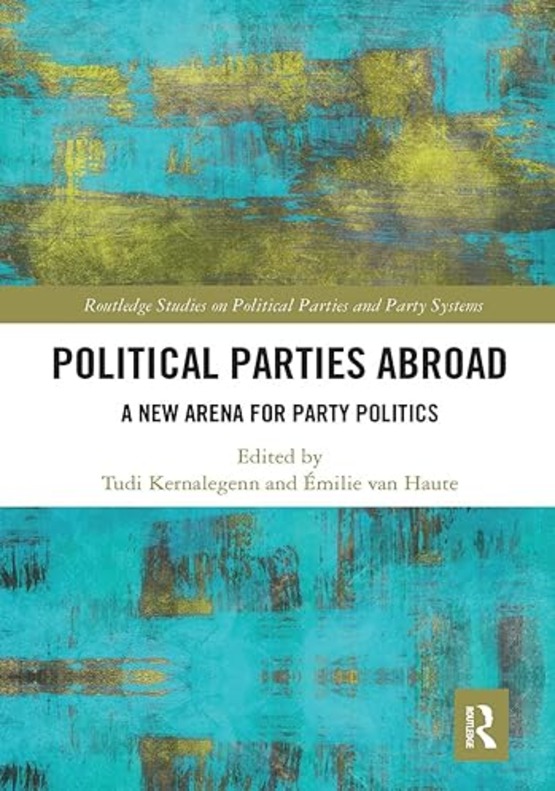 Routledge Studies on Political Parties and Party Systems
POLITICAL PARTIES ABROAD
A NEW ARENA FOR PARTY POLITICS
Edited by
Tudi Kernalegenn and Émilie van Haute
ROUTLEDGE